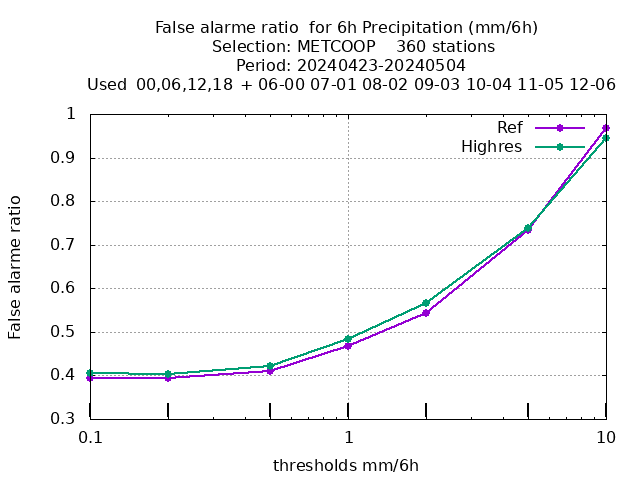 False alarme ratio  for 6h Precipitation (mm/6h)
Selection: METCOOP    360 stations
Period: 20240423-20240504
Used  00,06,12,18 + 06-00 07-01 08-02 09-03 10-04 11-05 12-06
Ref
Highres
False alarme ratio
1
0.9
0.8
0.7
0.6
0.5
0.4
0.3
0.1 1 10
thresholds mm/6h